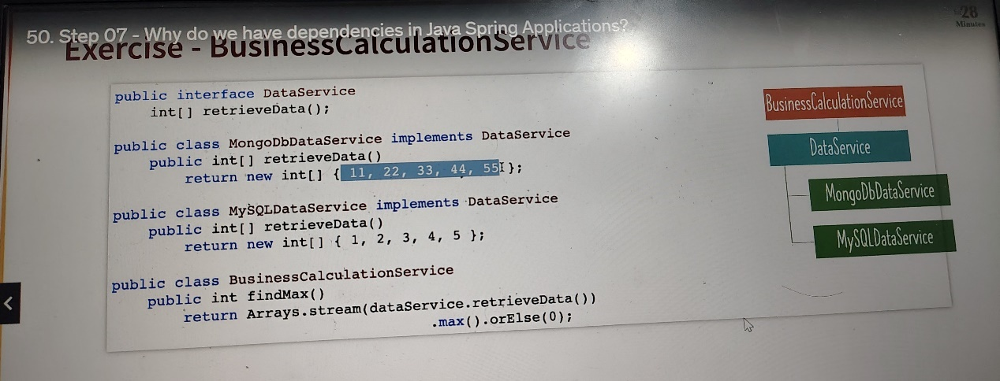 28
Minutes
50. Step 07 - Why do we have dependencies in Java Spring Applications?
Exercise - BusinessCalculationService
public interface DataService
int[] retrieveData();
public class MongoDbDataService implements DataService
public int[] retrieveData()
return new int[] { 11, 22, 33, 44, 55 };
public class MySQLDataService implements DataService
public int[] retrieveData()
return new int[] { 1, 2, 3, 4, 5 };
public class BusinessCalculationService
public int findMax()
return Arrays.stream(dataService.retrieveData())
.max().orElse(0);
BusinessCalculationService
DataService
MongoDbDataService
MySQLDataService